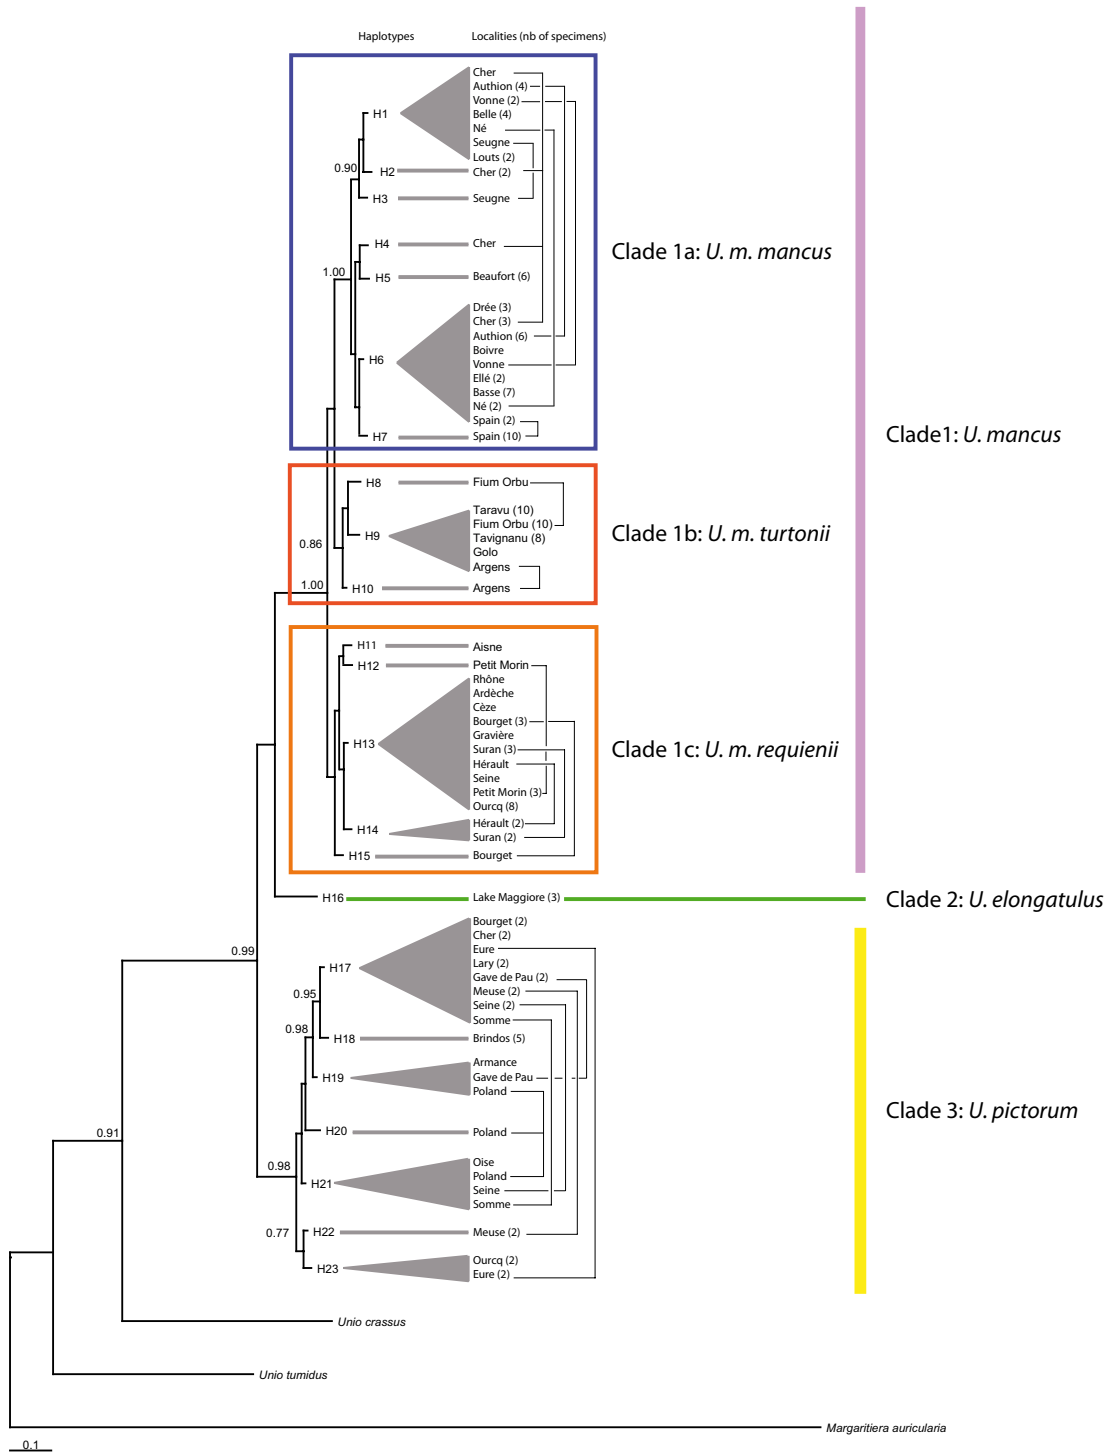 Haplotypes Localities (nb of specimens)
Cher
Authion (4)
Vonne (2)
H1 Belle (4)
Né
Seugne
Louts (2)
0.90
H2 Cher (2)
H3 Seugne
H4 Cher
Clade 1a: U. m. mancus
1.00
H5 Beaufort (6)
Drée (3)
Cher (3)
Authion (6)
Boivre
H6 Vonne
Ellé (2)
Basse (7)
Né (2)
Spain (2)
H7 Spain (10)
Clade1: U. mancus
H8 Fium Orbu
Taravu (10)
Fium Orbu (10)
H9 Tavignanu (8)
Golo
Argens
Clade 1b: U. m. turtonii
0.86
1.00
H10 Argens
H11 Aisne
H12 Petit Morin
Rhône
Ardèche
Cèze
Bourget (3)
Gravière
H13 Suran (3)
Hérault
Seine
Petit Morin (3)
Ourcq (8)
Clade 1c: U. m. requienii
H14 Hérault (2)
Suran (2)
H15 Bourget
H16 Lake Maggiore (3)
Clade 2: U. elongatulus
Bourget (2)
Cher (2)
Eure
0.99
H17 Lary (2)
Gave de Pau (2)
Meuse (2)
Seine (2)
Somme
0.95
0.98
H18 Brindos (5)
Armance
H19 Gave de Pau
Poland
Clade 3: U. pictorum
H20 Poland
0.91
0.98
Oise
Poland
H21 Seine
Somme
0.77
H22 Meuse (2)
Ourcq (2)
H23 Eure (2)
Unio crassus
Unio tumidus
Margaritiera auricularia
0.1